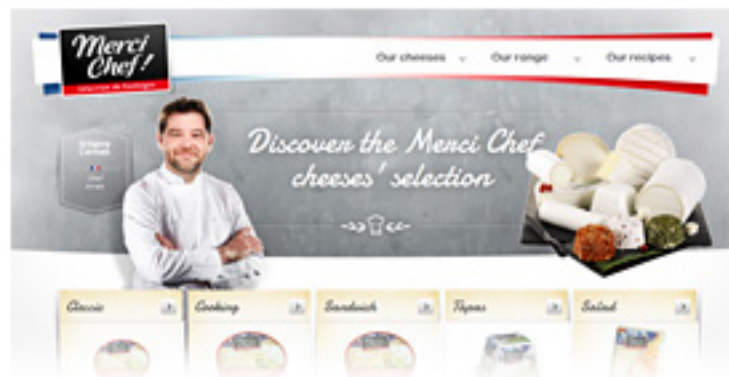 Merci
Chef!
Our cheeses
Our range
Our recipes
Discover the Merci Chef
cheeses' selection
Classic
Cooking
Sandwich
Tapas
Salad